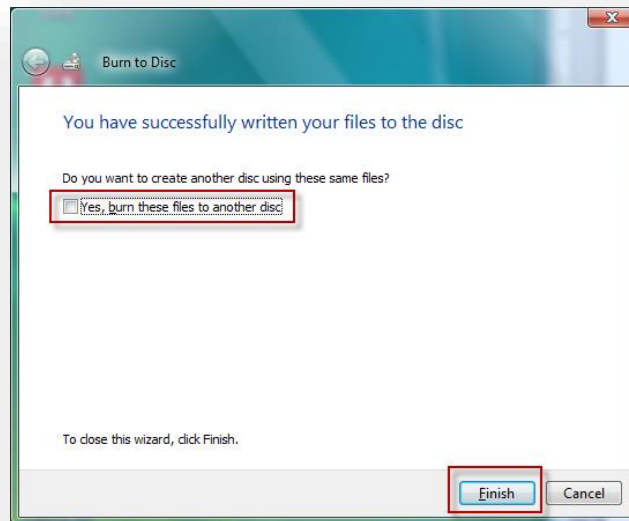 Burn to Disc
You have successfully written your files to the disc
Do you want to create another disc using these same files?
Yes, burn these files to another disc
To close this wizard, click Finish.
Finish Cancel